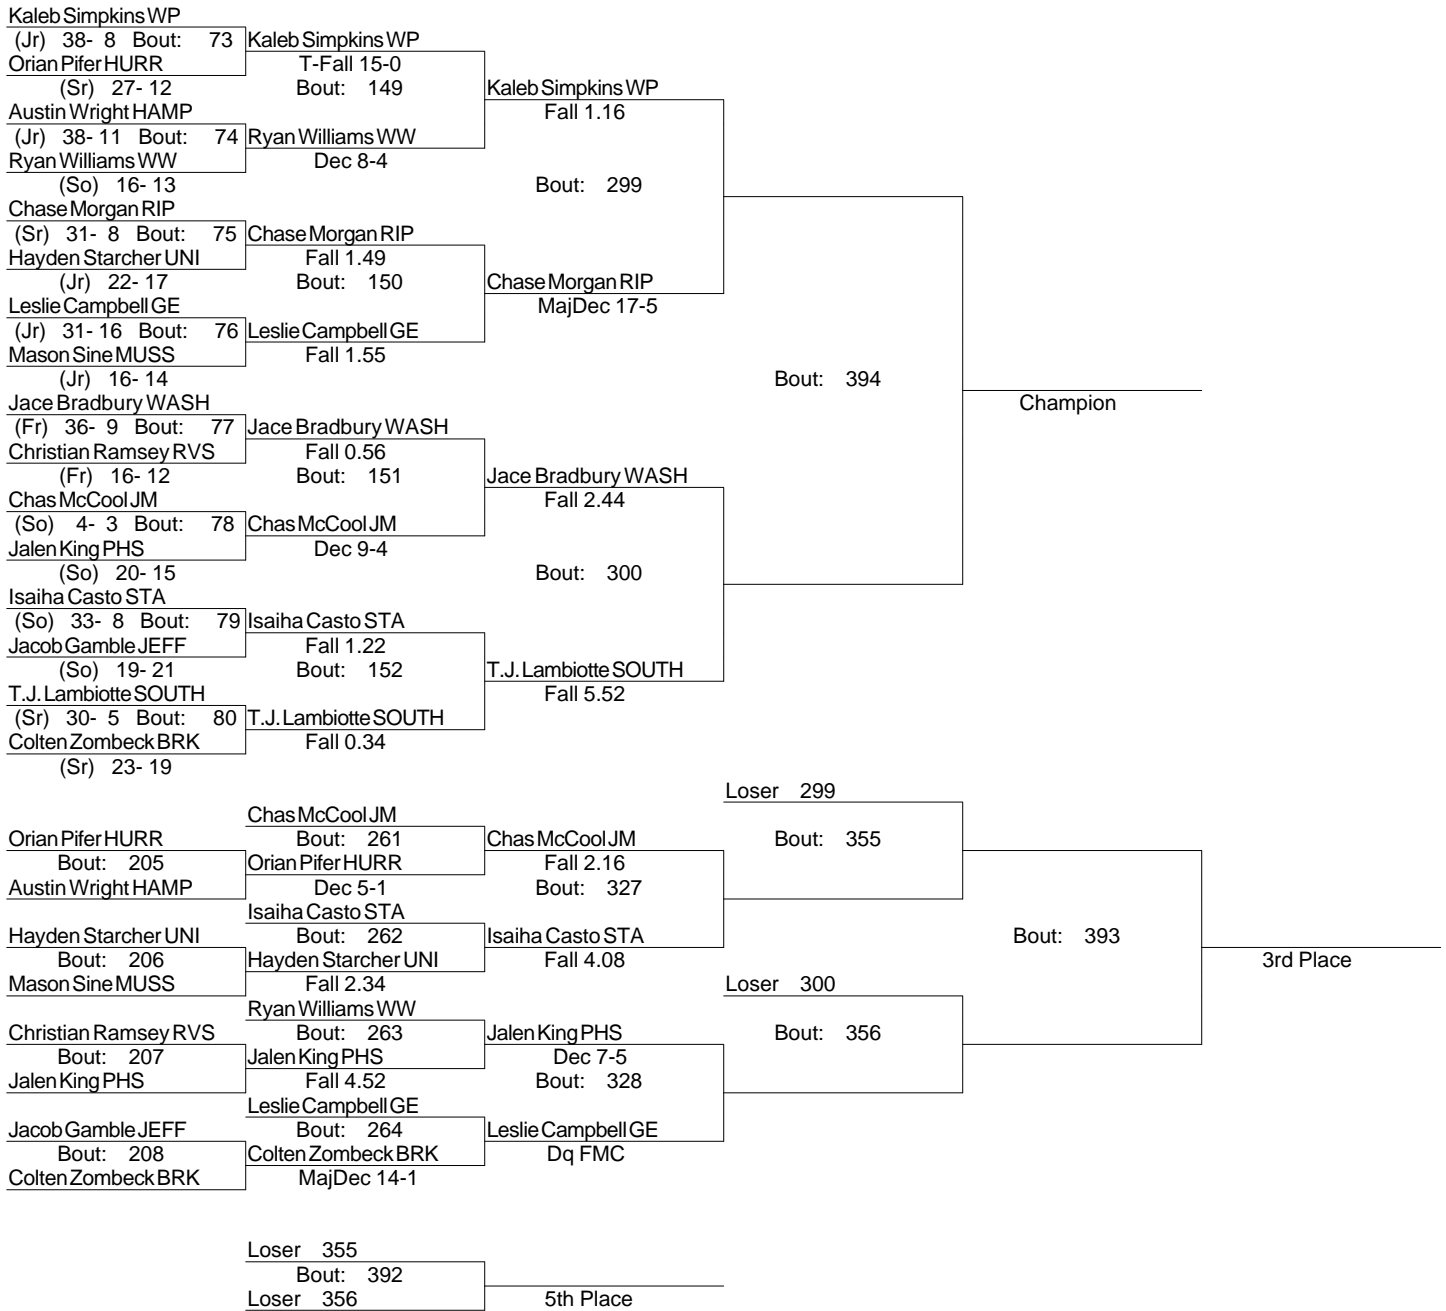 Kaleb Simpkins WP
(Jr) 38- 8 Bout: 73 Kaleb Simpkins WP
Orian Pifer HURR T-Fall 15-0
(Sr) 27- 12 Bout: 149 Kaleb Simpkins WP
Austin Wright HAMP Fall 1.16
(Jr) 38- 11 Bout: 74 Ryan Williams WW
Ryan Williams WW Dec 8-4
(So) 16- 13 Bout: 299
Chase Morgan RIP
(Sr) 31- 8 Bout: 75 Chase Morgan RIP
Hayden Starcher UNI Fall 1.49
(Jr) 22- 17 Bout: 150 Chase Morgan RIP
Leslie Campbell GE MajDec 17-5
(Jr) 31- 16 Bout: 76 Leslie Campbell GE
Mason Sine MUSS Fall 1.55
(Jr) 16- 14 Bout: 394
Jace Bradbury WASH Champion
(Fr) 36- 9 Bout: 77 Jace Bradbury WASH
Christian Ramsey RVS Fall 0.56
(Fr) 16- 12 Bout: 151 Jace Bradbury WASH
Chas McCool JM Fall 2.44
(So) 4- 3 Bout: 78 Chas McCool JM
Jalen King PHS Dec 9-4
(So) 20- 15 Bout: 300
Isaiha Casto STA
(So) 33- 8 Bout: 79 Isaiha Casto STA
Jacob Gamble JEFF Fall 1.22
(So) 19- 21 Bout: 152 T.J. Lambiotte SOUTH
T.J. Lambiotte SOUTH Fall 5.52
(Sr) 30- 5 Bout: 80 T.J. Lambiotte SOUTH
Colten Zombeck BRK Fall 0.34
(Sr) 23- 19
Loser 299
Chas McCool JM
Orian Pifer HURR Bout: 261 Chas McCool JM Bout: 355
Bout: 205 Orian Pifer HURR Fall 2.16
Austin Wright HAMP Dec 5-1 Bout: 327
Isaiha Casto STA
Hayden Starcher UNI Bout: 262 Isaiha Casto STA Bout: 393
Bout: 206 Hayden Starcher UNI Fall 4.08 3rd Place
Mason Sine MUSS Fall 2.34 Loser 300
Ryan Williams WW
Christian Ramsey RVS Bout: 263 Jalen King PHS Bout: 356
Bout: 207 Jalen King PHS Dec 7-5
Jalen King PHS Fall 4.52 Bout: 328
Leslie Campbell GE
Jacob Gamble JEFF Bout: 264 Leslie Campbell GE
Bout: 208 Colten Zombeck BRK Dq FMC
Colten Zombeck BRK MajDec 14-1
Loser 355
Bout: 392
Loser 356 5th Place